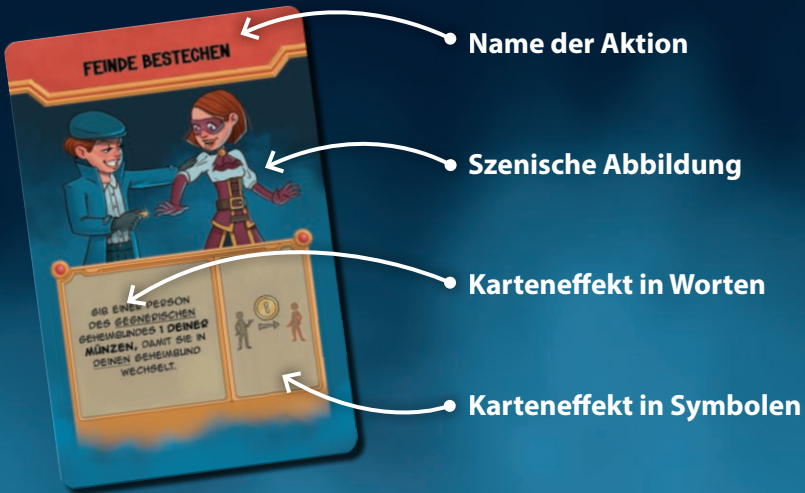 FEINDE BESTECHEN
Name der Aktion
Szenische Abbildung
Karteneffekt in Worten
GIB EINER PERSON
DES GEGNERISCHEN
GEHEIMBUNDES 1 DEINER
MÜNZEN, DAMIT SIE IN
DEINEN GEHEIMBUND
WECHSELT.
1
Karteneffekt in Symbolen